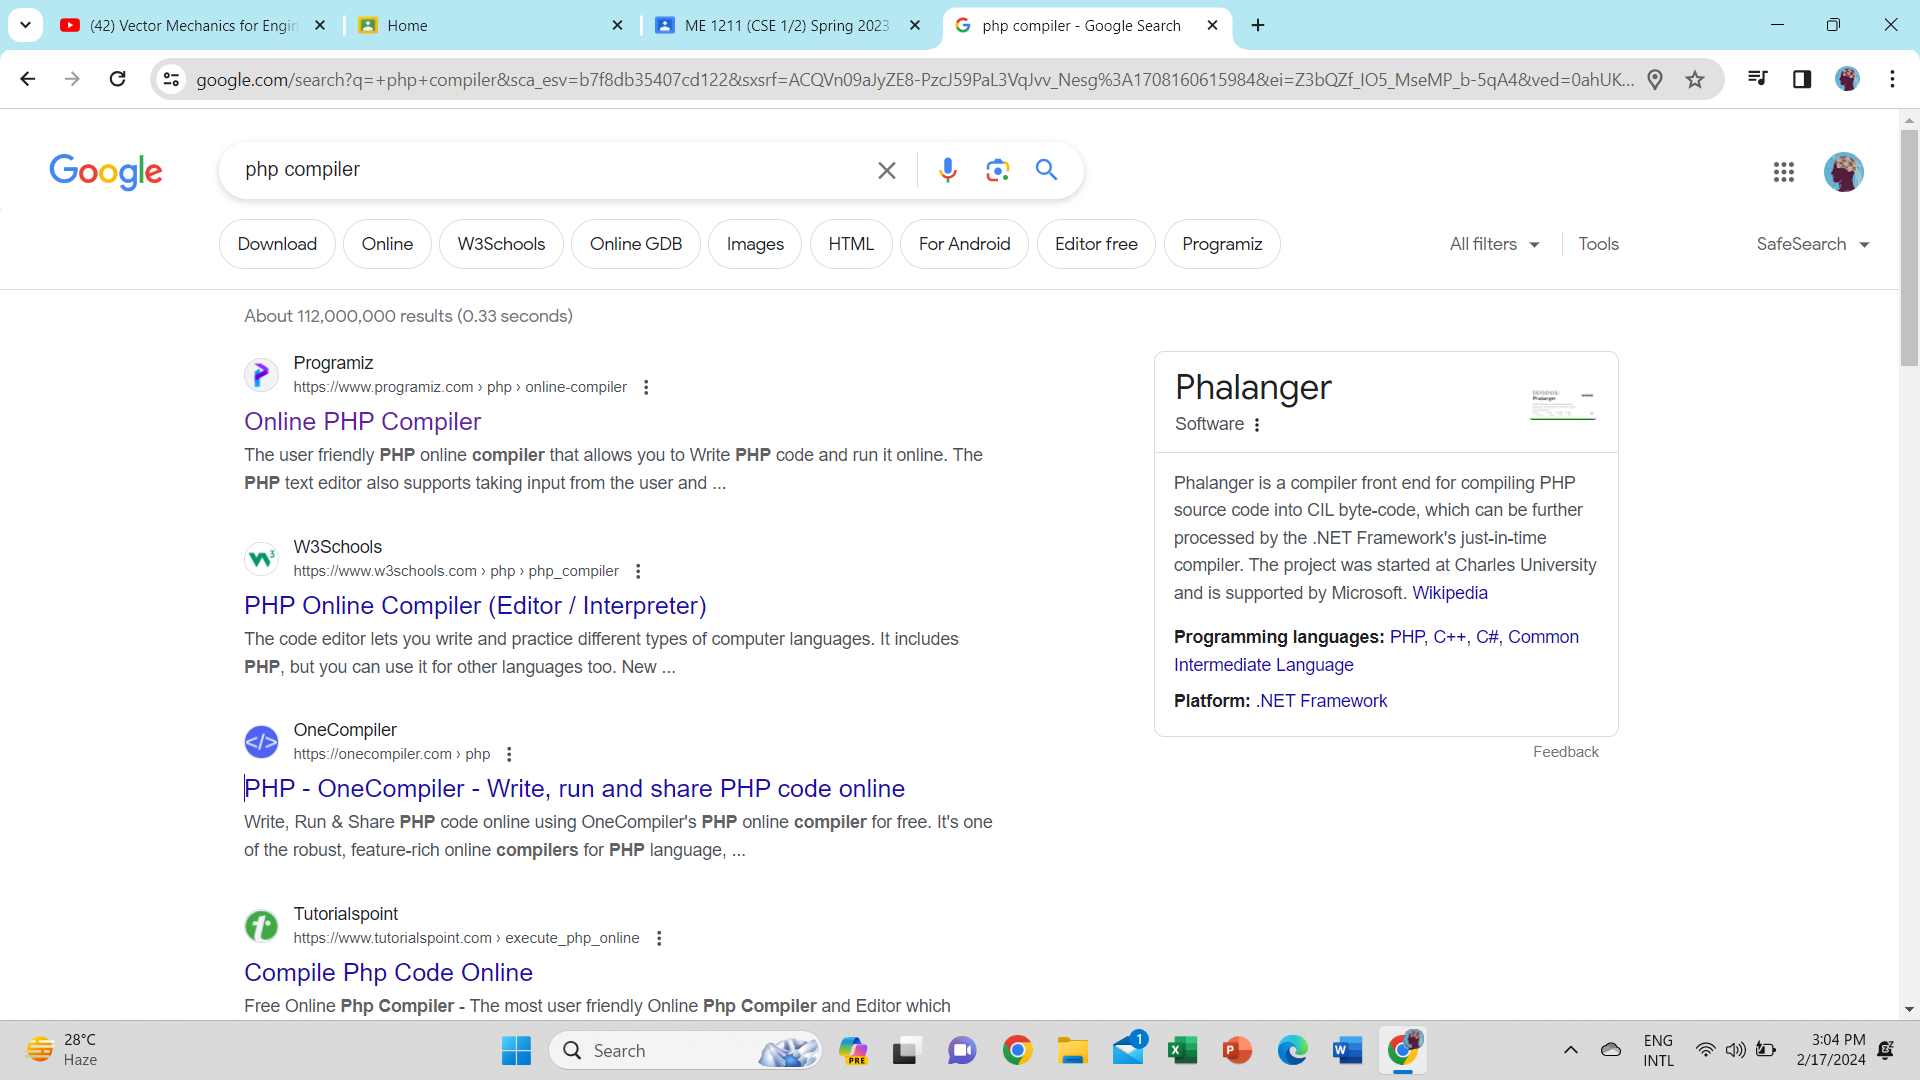 (42) Vector Mechanics for Engin
Home
ME 1211 (CSE 1/2) Spring 2023
php compiler - Google Search
google.com/search?q=+php+compiler&sca_esv=b7f8db35407cd122&sxsrf=ACQVn09aJyZE8-PzcJ59PaL3VqJvv_Nesg%3A1708160615984&ei=Z3bQZf_IO5_MseMP_b-5qA4&ved=0ahUK...
Google
php compiler
Download
Online
W3Schools
Online GDB
Images
HTML
For Android
Editor free
Programiz
All filters
Tools
SafeSearch
About 112,000,000 results (0.33 seconds)
Programiz
https://www.programiz.com › php › online-compiler
Online PHP Compiler
The user friendly PHP online compiler that allows you to Write PHP code and run it online. The
PHP text editor also supports taking input from the user and ...
W3Schools
https://www.w3schools.com › php › php_compiler
PHP Online Compiler (Editor / Interpreter)
The code editor lets you write and practice different types of computer languages. It includes
PHP, but you can use it for other languages too. New ...
OneCompiler
https://onecompiler.com › php
PHP - OneCompiler - Write, run and share PHP code online
Write, Run & Share PHP code online using OneCompiler's PHP online compiler for free. It's one
of the robust, feature-rich online compilers for PHP language, ...
Tutorialspoint
https://www.tutorialspoint.com › execute_php_online
Compile Php Code Online
Free Online Php Compiler - The most user friendly Online Php Compiler and Editor which
Phalanger
Software
Phalanger is a compiler front end for compiling PHP
source code into CIL byte-code, which can be further
processed by the .NET Framework's just-in-time
compiler. The project was started at Charles University
and is supported by Microsoft. Wikipedia
Programming languages: PHP, C++, C#, Common
Intermediate Language
Platform: .NET Framework
Feedback
28°C
Haze
Search
PRE
1
ENG
INTL
3:04 PM
2/17/2024